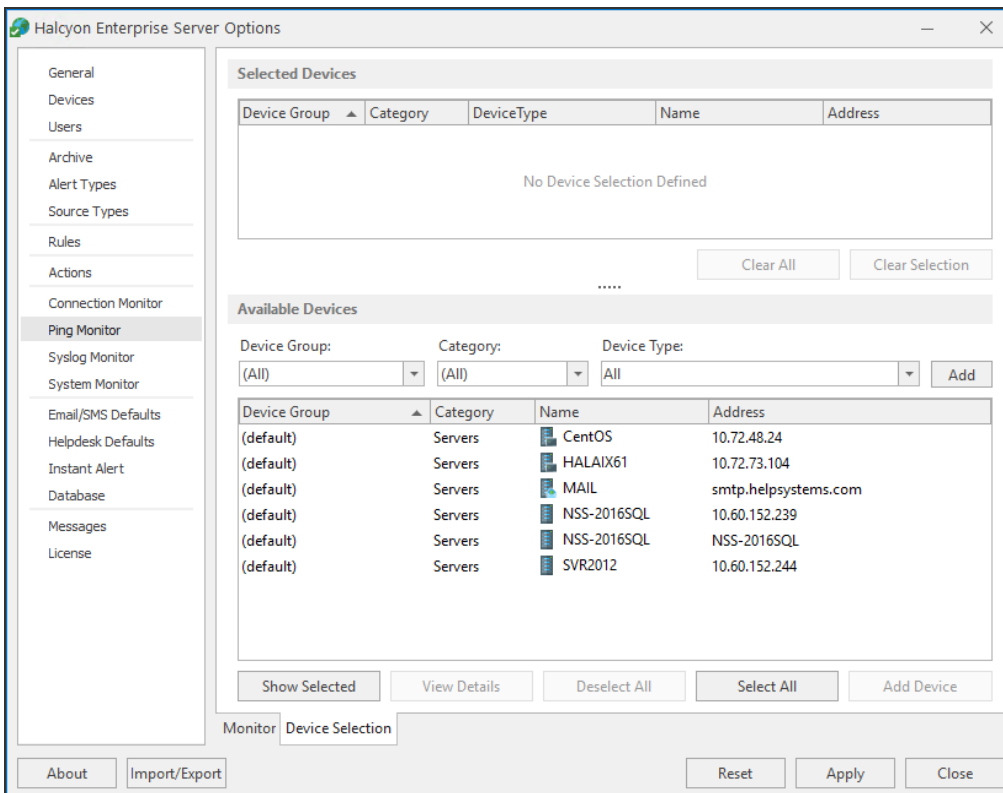 Halcyon Enterprise Server Options
General
Devices
Users
Archive
Alert Types
Source Types
Rules
Actions
Connection Monitor
Ping Monitor
Syslog Monitor
System Monitor
Email/SMS Defaults
Helpdesk Defaults
Instant Alert
Database
Messages
License
Selected Devices
Device Group Category DeviceType Name Address
No Device Selection Defined
Clear All Clear Selection
Available Devices
Device Group: Category: Device Type:
(All) (All) All Add
Device Group Category Name Address
(default) Servers CentOS 10.72.48.24
(default) Servers HALAIX61 10.72.73.104
(default) Servers MAIL smtp.helpsystems.com
(default) Servers NSS-2016SQL 10.60.152.239
(default) Servers NSS-2016SQL NSS-2016SQL
(default) Servers SVR2012 10.60.152.244
Show Selected View Details Deselect All Select All Add Device
Monitor Device Selection
About Import/Export Reset Apply Close